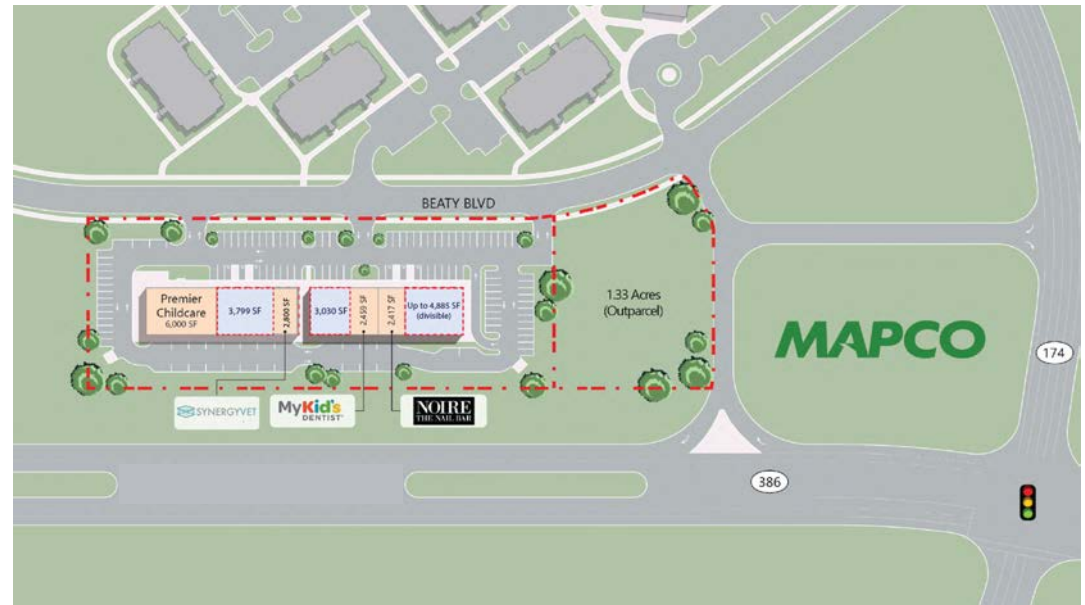 BEATY BLVD
Premier
Childcare
6,000 SF
3,799 SF
2,800 SF
3,030 SF
2,459 SF
2,417 SF
Up to 4,885 SF
(divisible)
1.33 Acres
(Outparcel)
MAPCO
174
SYNERGYVET
MyKid's
DENTIST
NOIRE
THE NAIL BAR
386